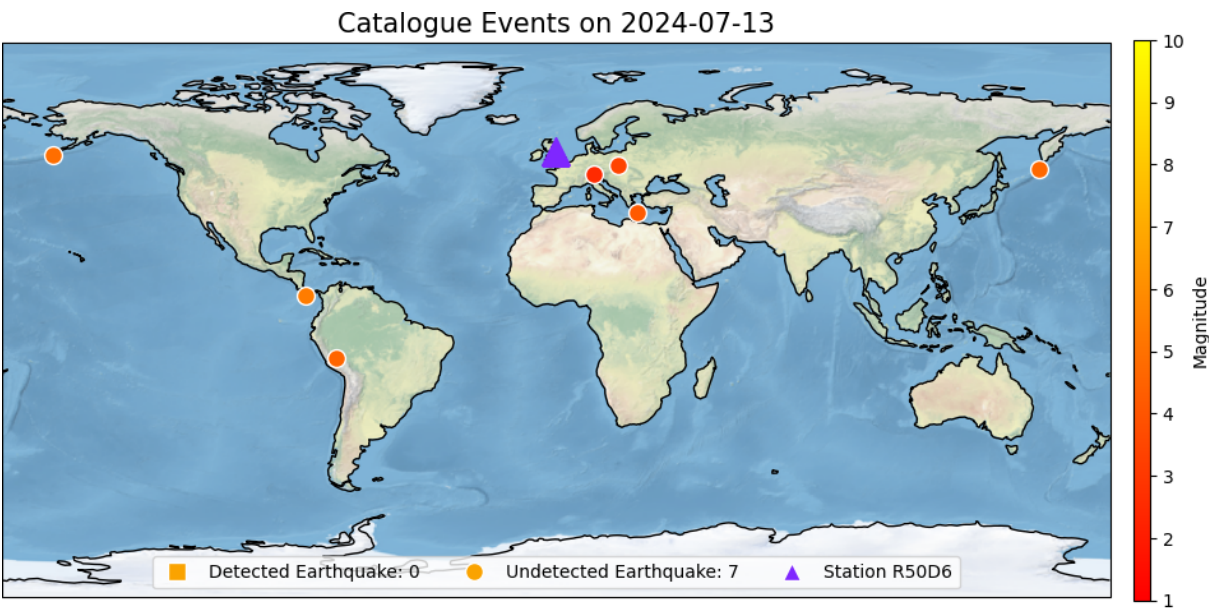 Catalogue Events on 2024-07-13
10
9
8
7
6
5
4
3
2
1
Magnitude
Detected Earthquake: 0
Undetected Earthquake: 7
Station R50D6